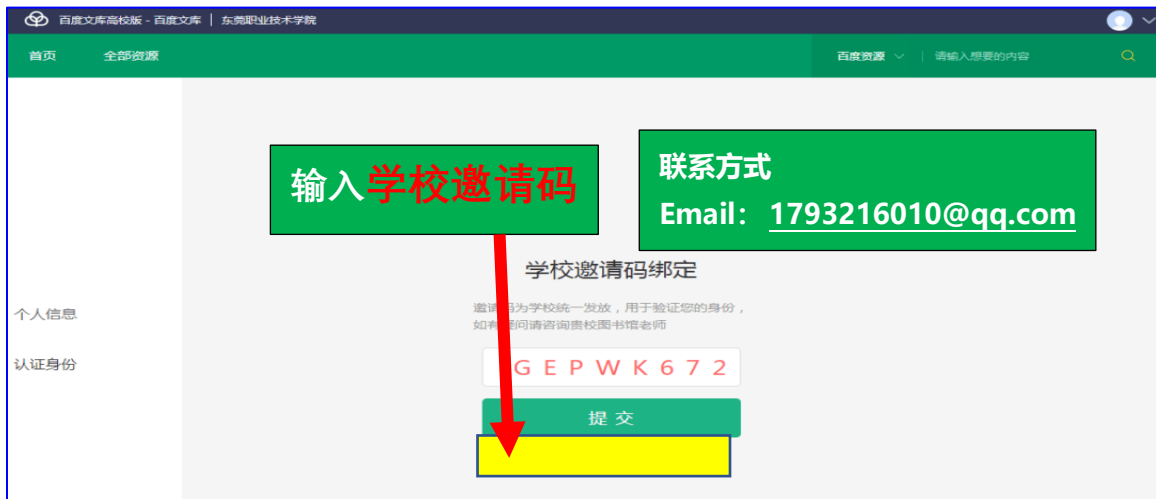 百度文库高校版 - 百度文库 | 东莞职业技术学院
首页 全部资源 百度资源 | 请输入想要的内容
输入学校邀请码
联系方式
Email: 1793216010@qq.com
学校邀请码绑定
邀请码为学校统一发放，用于验证您的身份，
如有疑问请咨询贵校图书馆老师
个人信息
认证身份
GEPWK672
提交